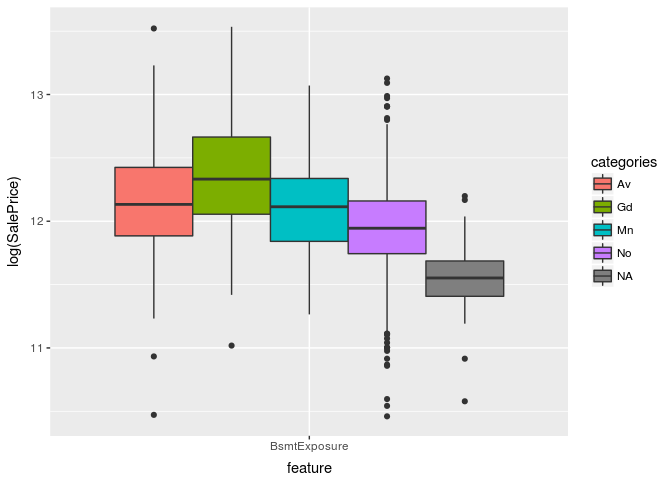 log(SalePrice)
13
12
11
BsmtExposure
feature
categories
Av
Gd
Mn
No
NA